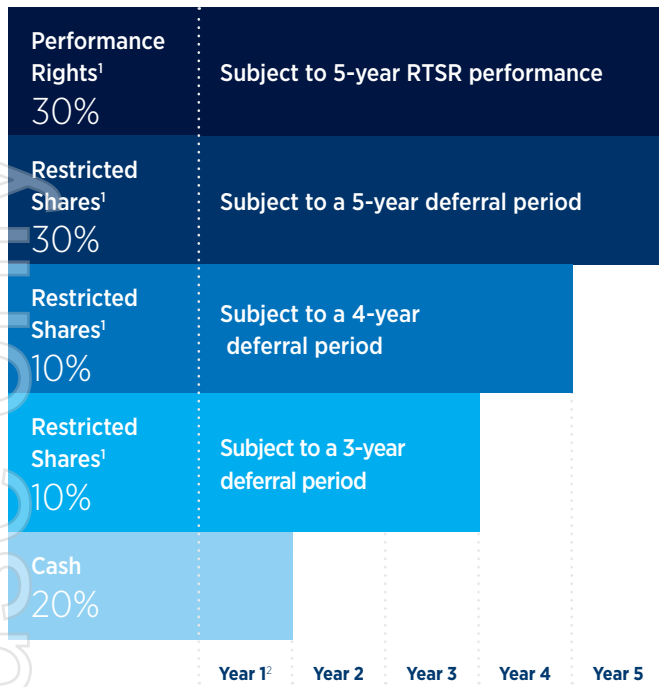 Performance
Rights¹
30%
Subject to 5-year RTSR performance
Restricted
Shares¹
30%
Subject to a 5-year deferral period
Restricted
Shares¹
10%
Subject to a 4-year
deferral period
Restricted
Shares¹
10%
Subject to a 3-year
deferral period
Cash
20%
Year 1² Year 2 Year 3 Year 4 Year 5